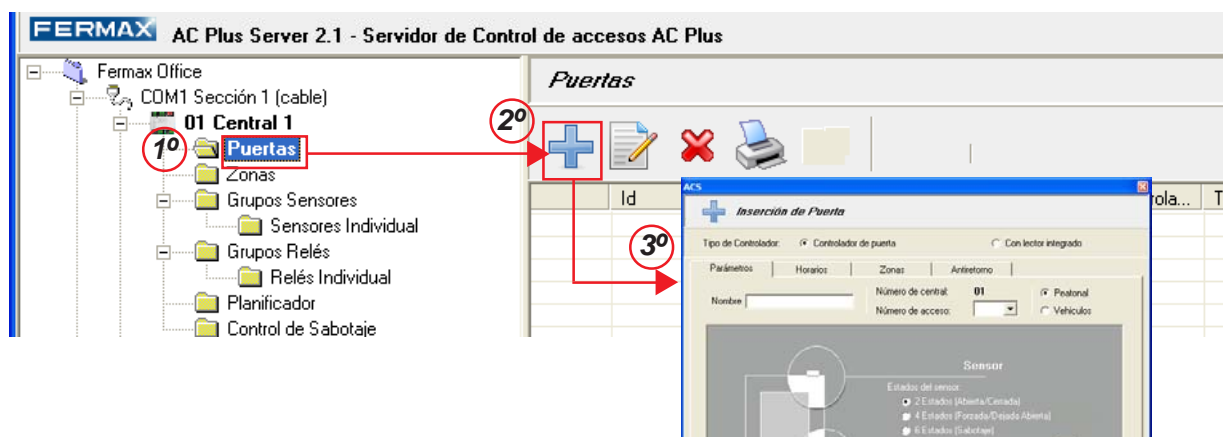 FERMAX AC Plus Server 2.1 - Servidor de Control de accesos AC Plus
Fermax Office
COM1 Sección 1 (cable)
01 Central 1
1º Puertas
Zonas
Grupos Sensores
Sensores Individual
Grupos Relés
Relés Individual
Planificador
Control de Sabotaje
Puertas
2º
Id
rola... T
3º
ACS
Inserción de Puerta
Tipo de Controlador: Controlador de puerta Con lector integrado
Parámetros Horarios Zonas Antiretorno
Nombre
Número de central: 01 Peatonal
Número de acceso: Vehículos
Sensor
Estados del sensor:
2 Estados (Abierta/Cerrada)
4 Estados (Forzada/Dejada Abierta)
6 Estados (Sabotaje)